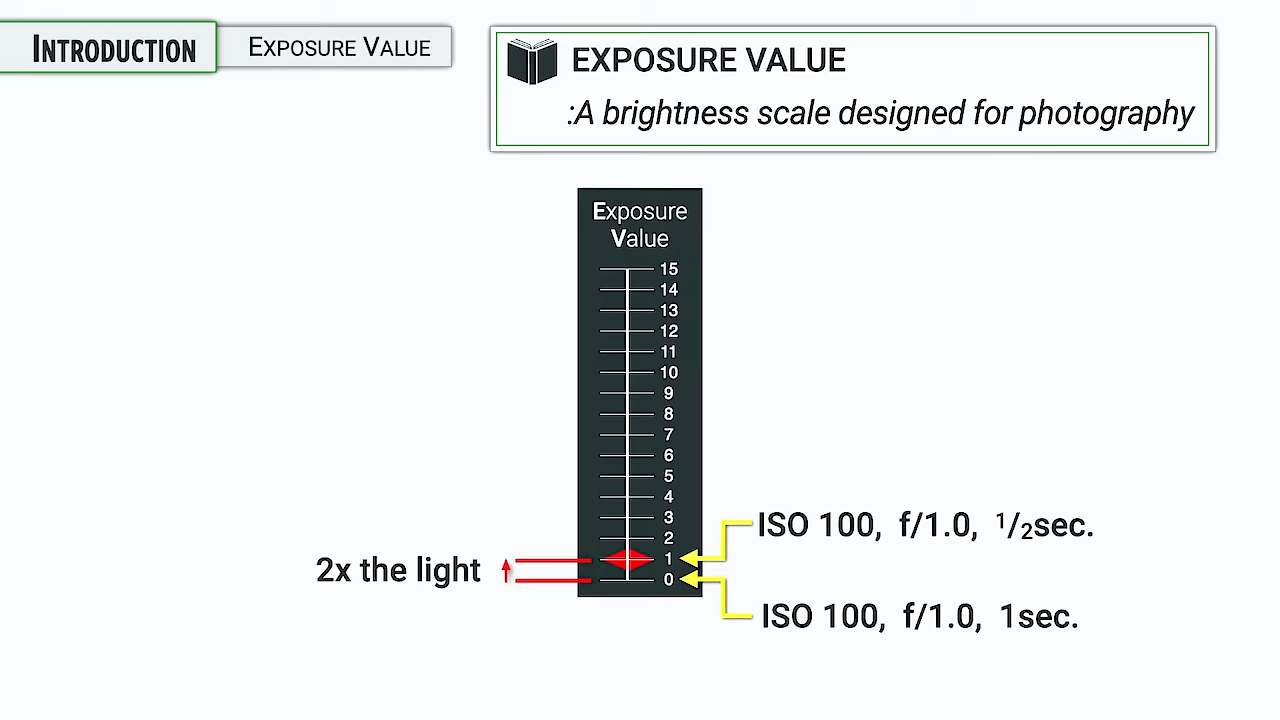 INTRODUCTION
EXPOSURE VALUE
EXPOSURE VALUE
:A brightness scale designed for photography
Exposure
Value
15
14
13
12
11
10
9
8
7
6
5
4
3
2
1
0
ISO 100, f/1.0, 1/2sec.
2x the light
ISO 100, f/1.0, 1sec.